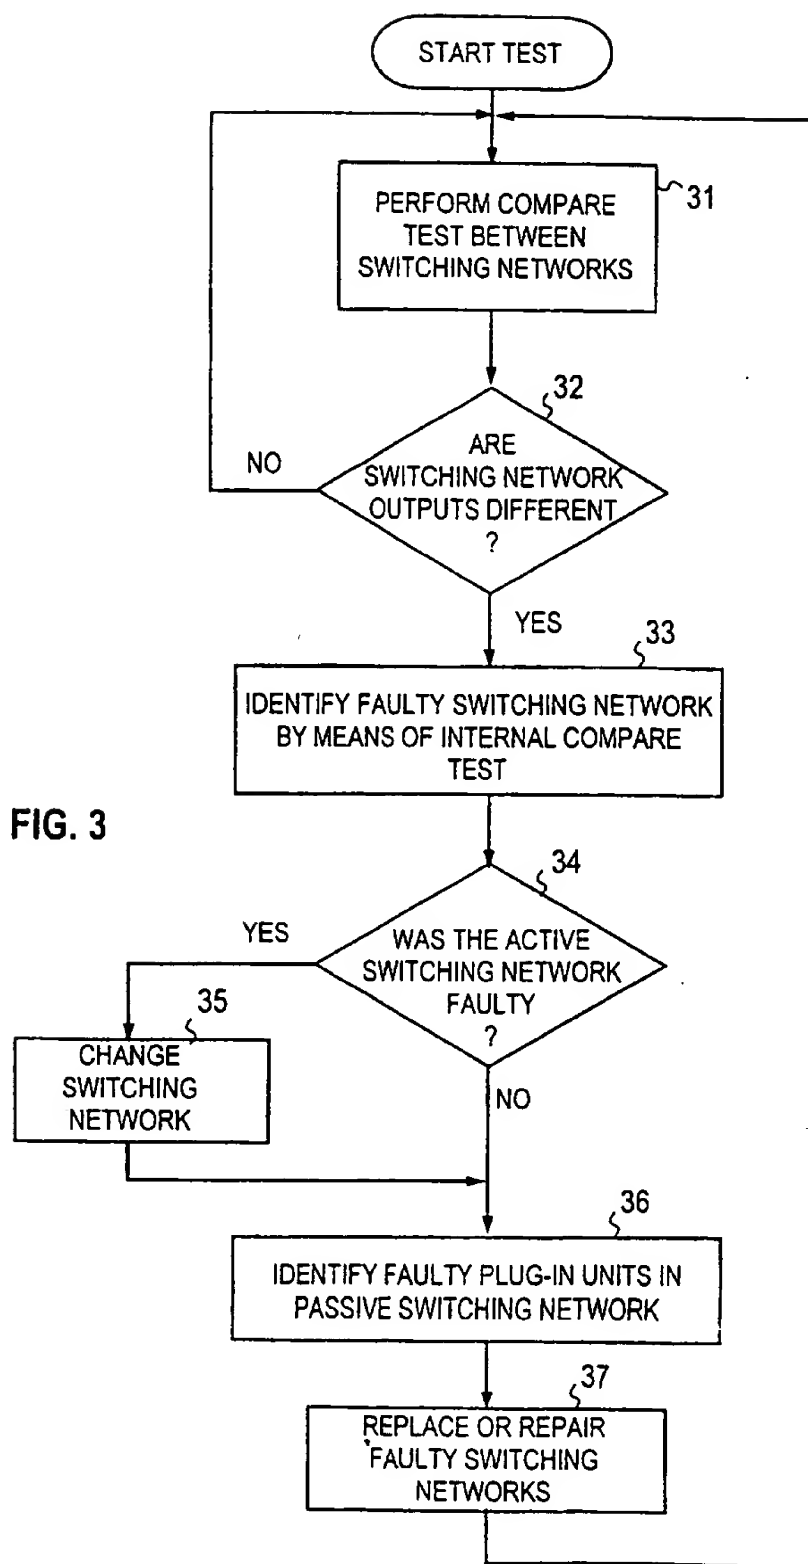 START TEST
31
PERFORM COMPARE
TEST BETWEEN
SWITCHING NETWORKS
32
ARE
SWITCHING NETWORK
OUTPUTS DIFFERENT
?
NO
YES
33
IDENTIFY FAULTY SWITCHING NETWORK
BY MEANS OF INTERNAL COMPARE
TEST
FIG. 3
34
WAS THE ACTIVE
SWITCHING NETWORK
FAULTY
?
YES
35
CHANGE
SWITCHING
NETWORK
NO
36
IDENTIFY FAULTY PLUG-IN UNITS IN
PASSIVE SWITCHING NETWORK
37
REPLACE OR REPAIR
FAULTY SWITCHING
NETWORKS